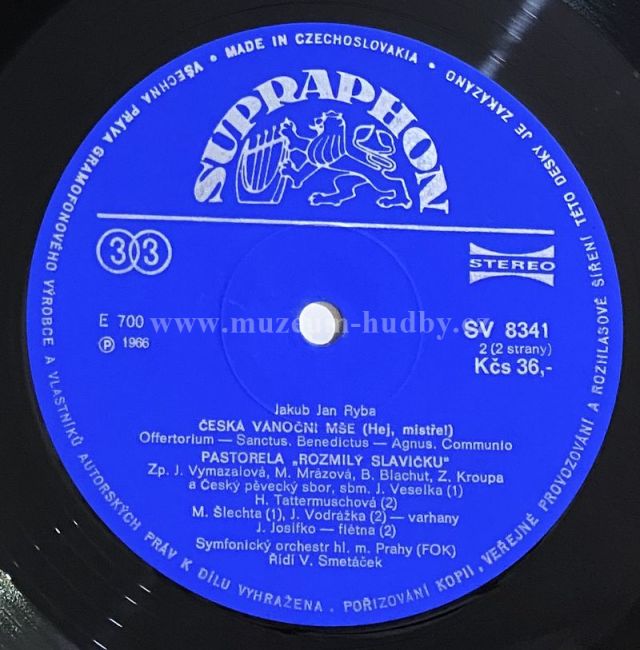 VŠECHNA PRÁVA GRAMOFONOVÉHO VÝROBCE A VLASTNÍKŮ AUTORSKÝCH PRÁV K DÍLU VYHRAŽENA . POŘIZOVÁNÍ KOPIÍ , VEŘEJNÉ PROVOZOVÁNÍ A ROZHLASOVÉ ŠÍŘENÍ TÉTO DESKY JE ZAKÁZÁNO
• MADE IN CZECHOSLOVAKIA •
SUPRAPHON
33
STEREO
E 700
SV 8341
www.muzeum-hudby.cz
℗ 1966
2 (2 strany)
Kčs 36,-
Jakub Jan Ryba
ČESKÁ VÁNOČNÍ MŠE (Hej, mistře!)
Offertorium — Sanctus. Benedictus — Agnus. Communio
PASTORELA „ROZMILÝ SLAVÍČKU"
Zp. J. Vymazalová, M. Mrázová, B. Blachut, Z. Kroupa
a Český pěvecký sbor, sbm. J. Veselka (1)
H. Tattermuschová (2)
M. Šlechta (1), J. Vodrážka (2) — varhany
J. Josífko — flétna (2)
Symfonický orchestr hl. m. Prahy (FOK)
Řídí V. Smetáček